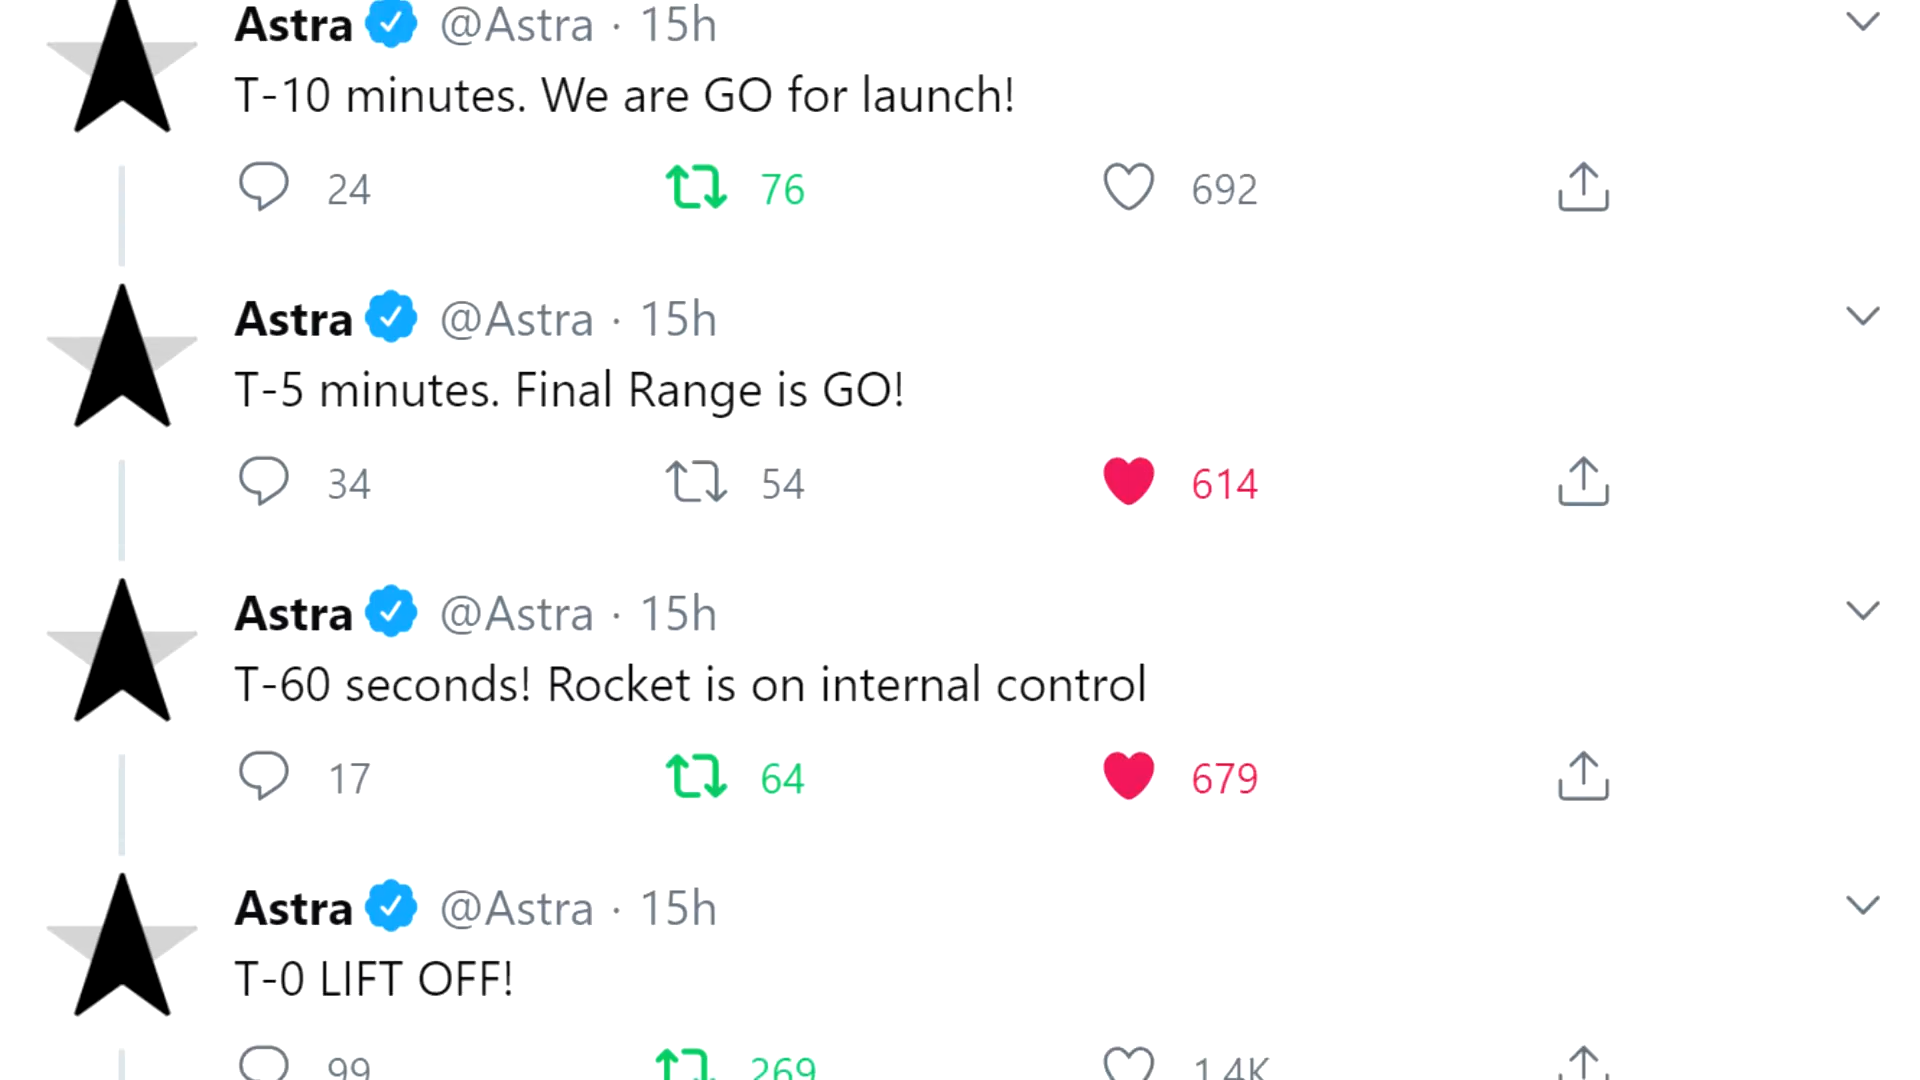 Astra @Astra · 15h
T-10 minutes. We are GO for launch!
24 76 692
Astra @Astra · 15h
T-5 minutes. Final Range is GO!
34 54 614
Astra @Astra · 15h
T-60 seconds! Rocket is on internal control
17 64 679
Astra @Astra · 15h
T-0 LIFT OFF!
99 269 1.4K